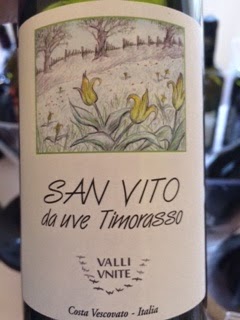 SAN VITO
da uve Timorasso
VALLI
VNITE
Costa Vescovato - Italia